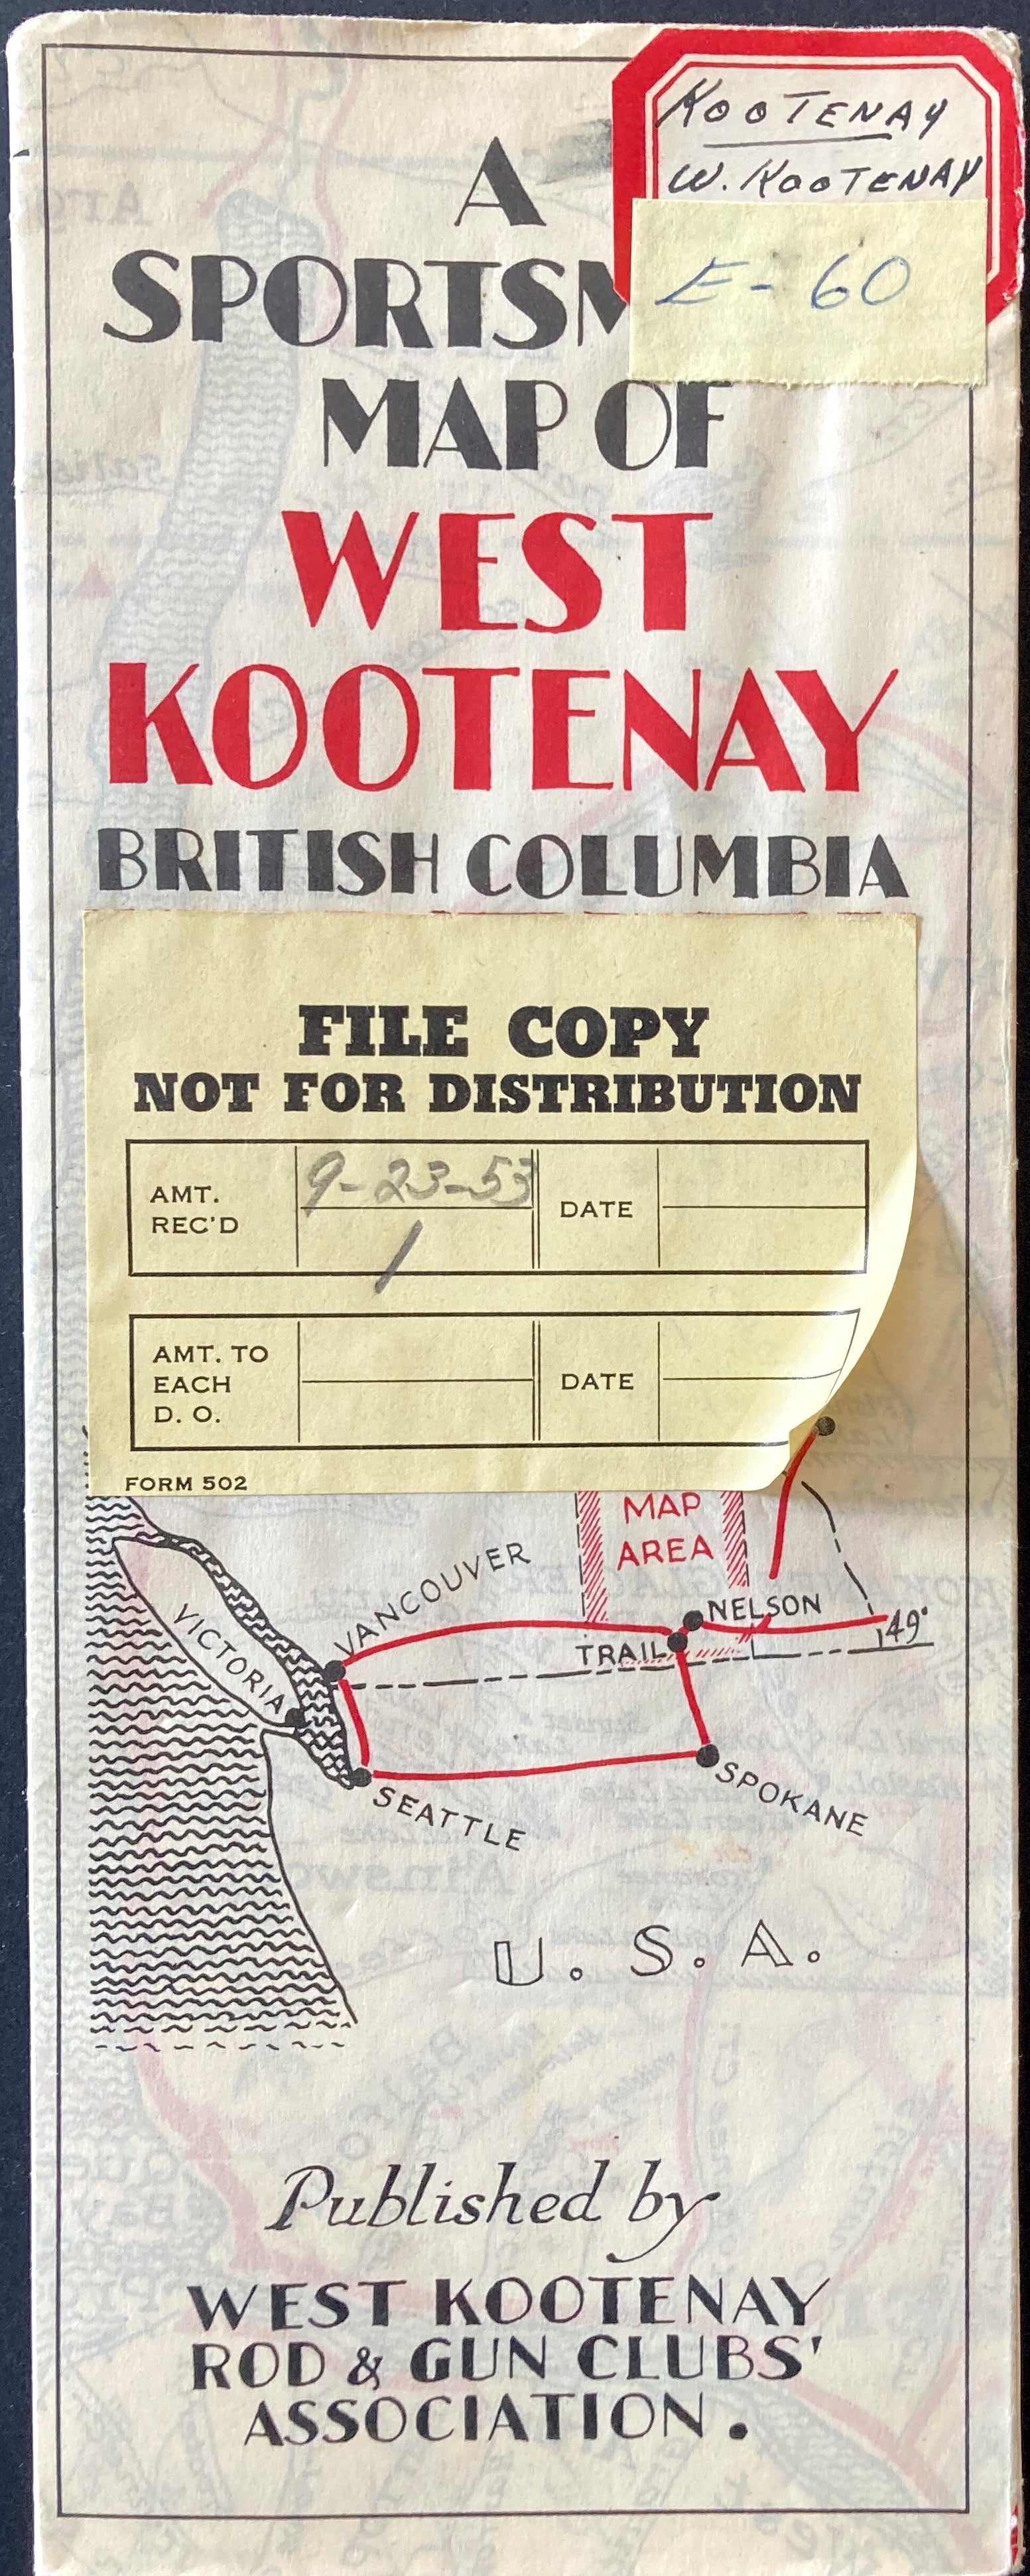 KOOTENAY
W. KOOTENAY
E-60
A
SPORTSM
MAP OF
WEST
KOOTENAY
BRITISH COLUMBIA
FILE COPY
NOT FOR DISTRIBUTION
AMT.
REC'D
9-23-53
1
DATE
AMT. TO
EACH
D. O.
DATE
FORM 502
MAP
AREA
VANCOUVER
VICTORIA
NELSON
TRAIL
49°
SEATTLE
SPOKANE
U. S. A.
Published by
WEST KOOTENAY
ROD & GUN CLUBS'
ASSOCIATION.